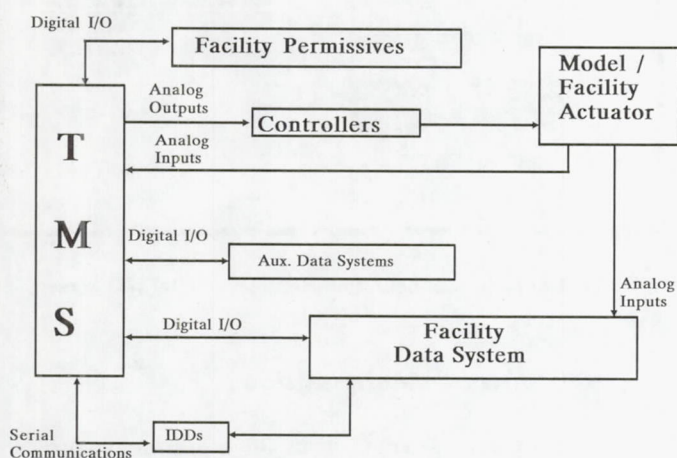 Digital I/O
Facility Permissives
Model /
Facility
Actuator
Analog
Outputs
Controllers
T
M
S
Analog
Inputs
Digital I/O
Aux. Data Systems
Analog
Inputs
Digital I/O
Facility
Data System
Serial
Communications
IDDs